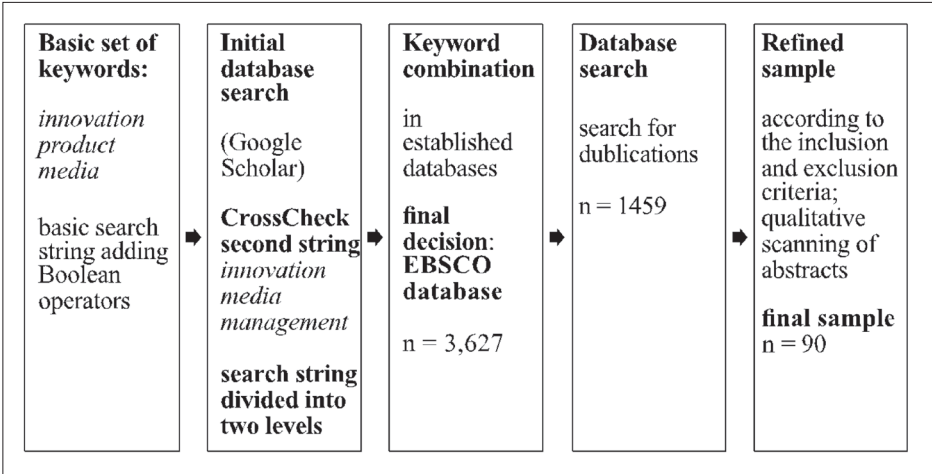 Basic set of
keywords:
innovation
product
media
basic search
string adding
Boolean
operators
Initial
database
search
(Google
Scholar)
CrossCheck
second string
innovation
media
management
search string
divided into
two levels
Keyword
combination
in
established
databases
final
decision:
EBSCO
database
n = 3,627
Database
search
search for
dublications
n = 1459
Refined
sample
according to
the inclusion
and exclusion
criteria;
qualitative
scanning of
abstracts
final sample
n = 90